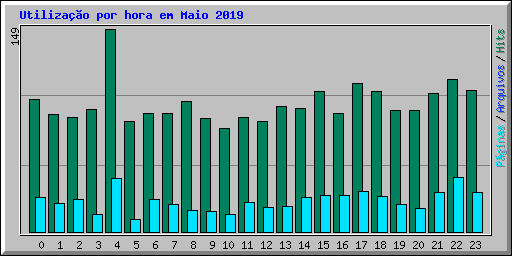 Utilização por hora em Maio 2019
149
Páginas / Arquivos / Hits
0 1 2 3 4 5 6 7 8 9 10 11 12 13 14 15 16 17 18 19 20 21 22 23